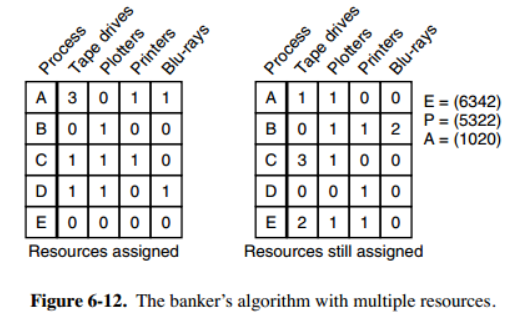 Process Tape drives Plotters Printers Blu-rays
A 3 0 1 1
B 0 1 0 0
C 1 1 1 0
D 1 1 0 1
E 0 0 0 0
Resources assigned
Process Tape drives Plotters Printers Blu-rays
A 1 1 0 0
B 0 1 1 2
C 3 1 0 0
D 0 0 1 0
E 2 1 1 0
Resources still assigned
E = (6342)
P = (5322)
A = (1020)
Figure 6-12. The banker's algorithm with multiple resources.